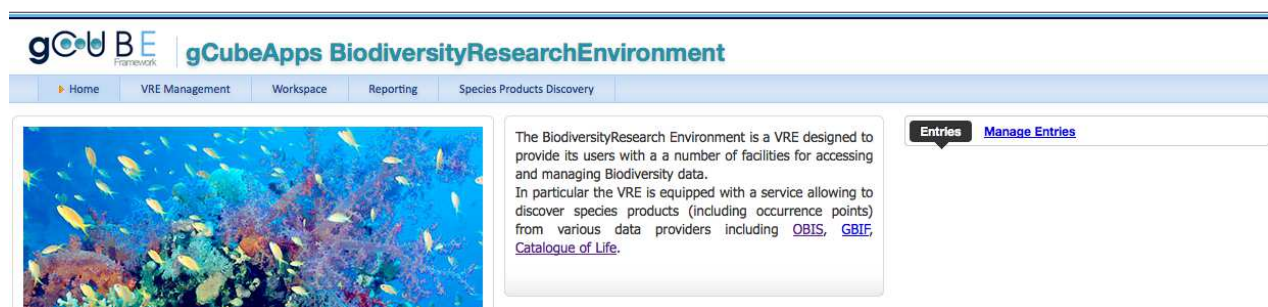 gCUBE
Framework
gCubeApps BiodiversityResearchEnvironment
Home VRE Management Workspace Reporting Species Products Discovery
The BiodiversityResearch Environment is a VRE designed to
provide its users with a a number of facilities for accessing
and managing Biodiversity data.
In particular the VRE is equipped with a service allowing to
discover species products (including occurrence points)
from various data providers including OBIS, GBIF,
Catalogue of Life.
Entries Manage Entries